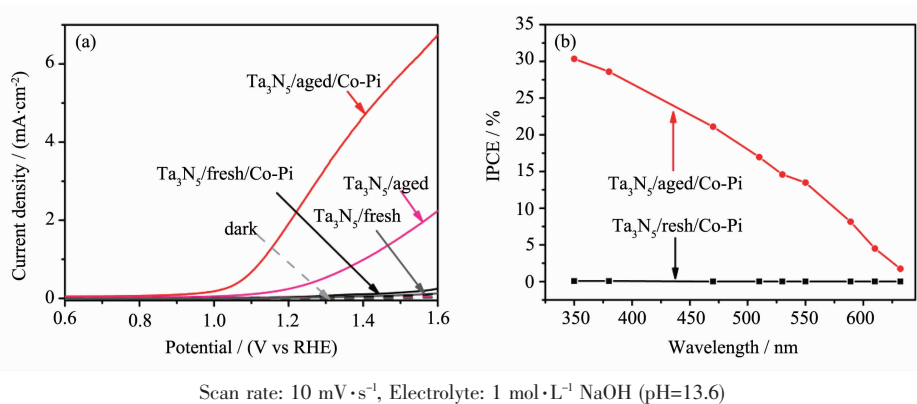 (a)
6
4
2
0
Current density / (mA·cm⁻²)
Ta₃N₅/aged/Co-Pi
Ta₃N₅/fresh/Co-Pi
Ta₃N₅/aged
Ta₃N₅/fresh
dark
0.6 0.8 1.0 1.2 1.4 1.6
Potential / (V vs RHE)
(b)
35
30
25
20
15
10
5
0
IPCE / %
Ta₃N₅/aged/Co-Pi
Ta₃N₅/resh/Co-Pi
350 400 450 500 550 600
Wavelength / nm
Scan rate: 10 mV·s⁻¹, Electrolyte: 1 mol·L⁻¹ NaOH (pH=13.6)